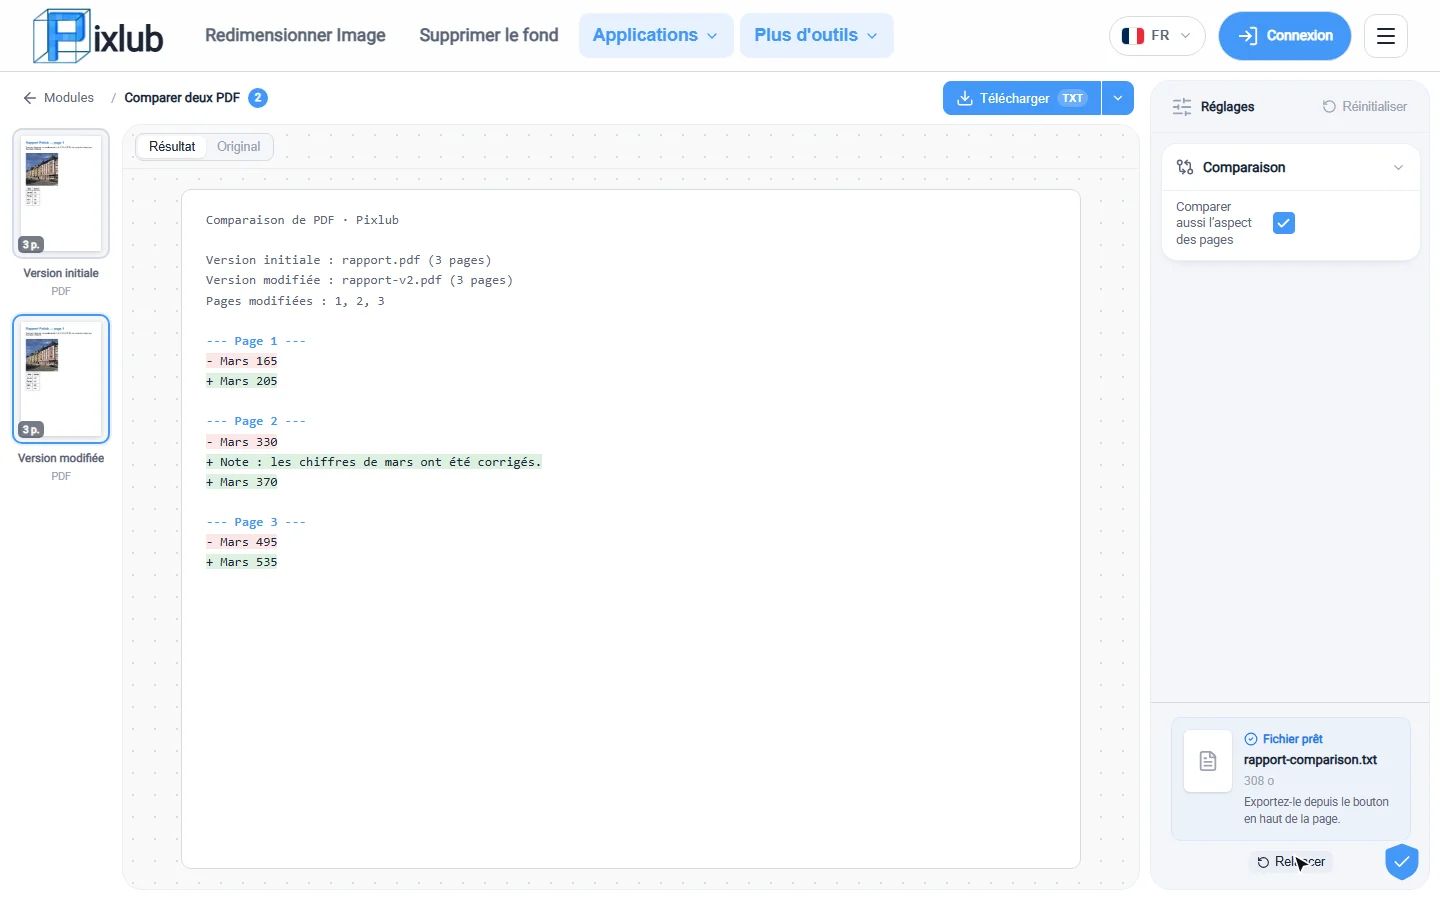 Pixlub
Redimensionner Image
Supprimer le fond
Applications
Plus d'outils
FR
Connexion
Modules / Comparer deux PDF 2
Télécharger TXT
Réglages
Réinitialiser
3 p.
Version initiale
PDF
3 p.
Version modifiée
PDF
Résultat
Original
Comparaison de PDF · Pixlub
Version initiale : rapport.pdf (3 pages)
Version modifiée : rapport-v2.pdf (3 pages)
Pages modifiées : 1, 2, 3
--- Page 1 ---
- Mars 165
+ Mars 205
--- Page 2 ---
- Mars 330
+ Note : les chiffres de mars ont été corrigés.
+ Mars 370
--- Page 3 ---
- Mars 495
+ Mars 535
Comparaison
Comparer
aussi l'aspect
des pages
Fichier prêt
rapport-comparison.txt
308 o
Exportez-le depuis le bouton
en haut de la page.